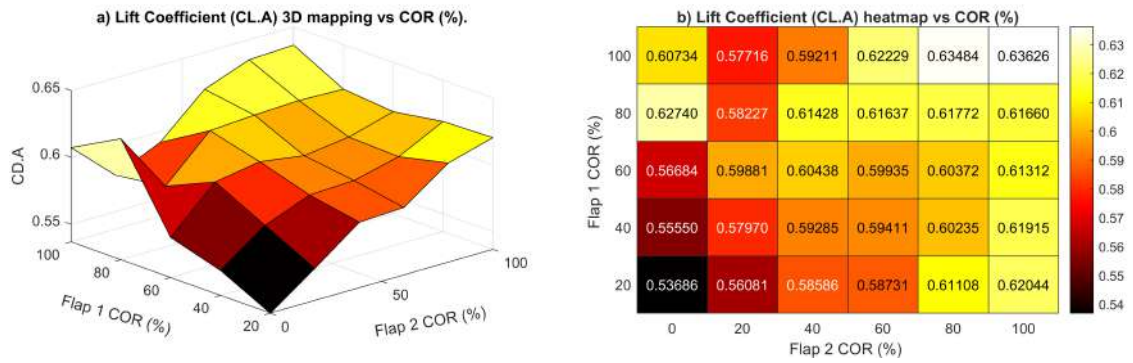 a) Lift Coefficient (CL.A) 3D mapping vs COR (%).
0.65
0.6
0.55
CD.A
100
80
60
40
20
Flap 1 COR (%)
0
50
100
Flap 2 COR (%)
b) Lift Coefficient (CL.A) heatmap vs COR (%)
100 0.60734 0.57716 0.59211 0.62229 0.63484 0.63626
80 0.62740 0.58227 0.61428 0.61637 0.61772 0.61660
60 0.56684 0.59881 0.60438 0.59935 0.60372 0.61312
40 0.55550 0.57970 0.59285 0.59411 0.60235 0.61915
20 0.53686 0.56081 0.58586 0.58731 0.61108 0.62044
Flap 1 COR (%)
0 20 40 60 80 100
Flap 2 COR (%)
0.63
0.62
0.61
0.6
0.59
0.58
0.57
0.56
0.55
0.54